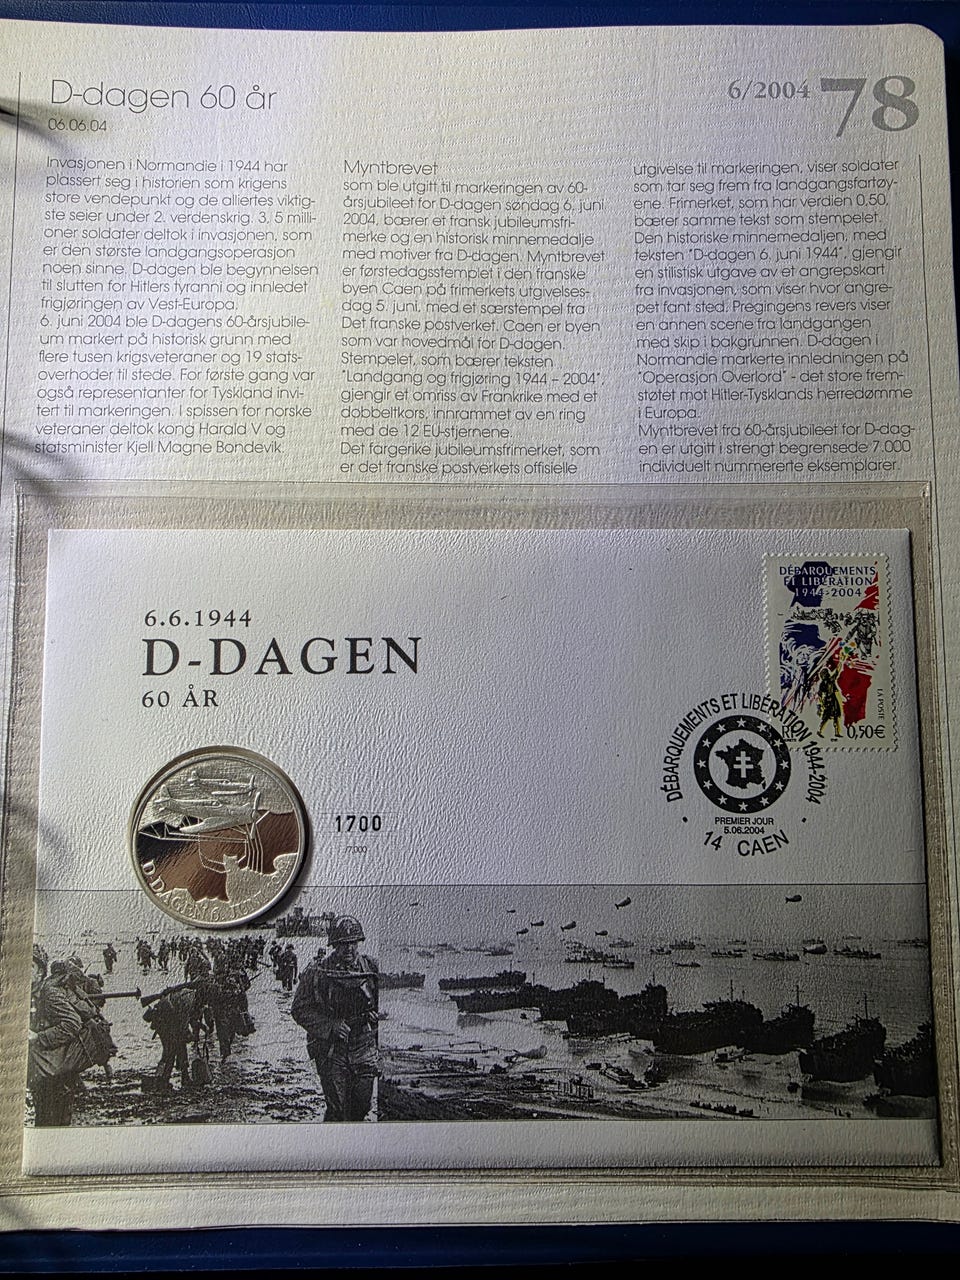 D-dagen 60 år
06.06.04
6/2004 78
Invasjonen i Normandie i 1944 har
plassert seg i historien som krigens
store vendepunkt og de alliertes viktig-
ste seier under 2. verdenskrig. 3, 5 milli-
oner soldater deltok i invasjonen, som
er den største landgangsoperasjon
noen sinne. D-dagen ble begynnelsen
til slutten for Hitlers tyranni og innledet
frigjøringen av Vest-Europa.
6. juni 2004 ble D-dagens 60-årsjubile-
um markert på historisk grunn med
flere tusen krigsveteraner og 19 stats-
overhoder til stede. For første gang var
også representanter for Tyskland invi-
tert til markeringen. I spissen for norske
veteraner deltok kong Harald V og
statsminister Kjell Magne Bondevik.
Myntbrevet
som ble utgitt til markeringen av 60-
årsjubileet for D-dagen søndag 6. juni
2004, bærer et fransk jubileumsfri-
merke og en historisk minnemedalje
med motiver fra D-dagen. Myntbrevet
er førstedagsstemplet i den franske
byen Caen på frimerkets utgivelses-
dag 5. juni, med et særstempel fra
Det franske postverket. Caen er byen
som var hovedmål for D-dagen.
Stempelet, som bærer teksten
"Landgang og frigjøring 1944 – 2004",
gjengir et omriss av Frankrike med et
dobbeltkors, innrammet av en ring
med de 12 EU-stjernene.
Det fargerike jubileumsfrimerket, som
er det franske postverkets offisielle
utgivelse til markeringen, viser soldater
som tar seg frem fra landgangsfartøy-
ene. Frimerket, som har verdien 0,50,
bærer samme tekst som stempelet.
Den historiske minnemedaljen, med
teksten "D-dagen 6. juni 1944", gjengir
en stilistisk utgave av et angrepskart
fra invasjonen, som viser hvor angre-
pet fant sted. Pregingens revers viser
en annen scene fra landgangen
med skip i bakgrunnen. D-dagen i
Normandie markerte innledningen på
"Operasjon Overlord" - det store frem-
støtet mot Hitler-Tysklands herredømme
i Europa.
Myntbrevet fra 60-årsjubileet for D-dag-
en er utgitt i strengt begrensede 7.000
individuelt nummererte eksemplarer.
6.6.1944
D-DAGEN
60 ÅR
DÉBARQUEMENTS
ET LIBÉRATION
1944-2004
LA POSTE
RF
0,50€
DÉBARQUEMENTS ET LIBÉRATION 1944-2004
PREMIER JOUR
5.06.2004
14 CAEN
1700
/7000
D-DAGEN 6. JUNI